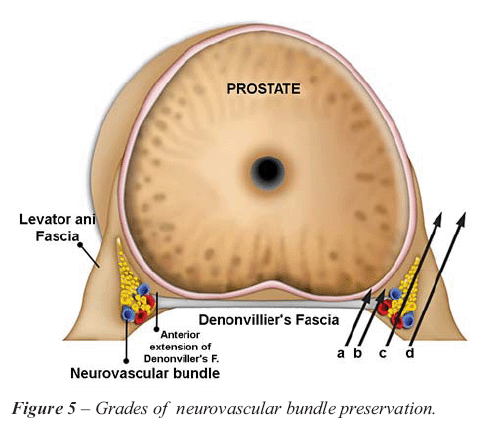 PROSTATE
Levator ani
Fascia
Denonvillier's Fascia
a b c d
Anterior
extension of
Denonviller's F.
Neurovascular bundle
Figure 5 – Grades of neurovascular bundle preservation.